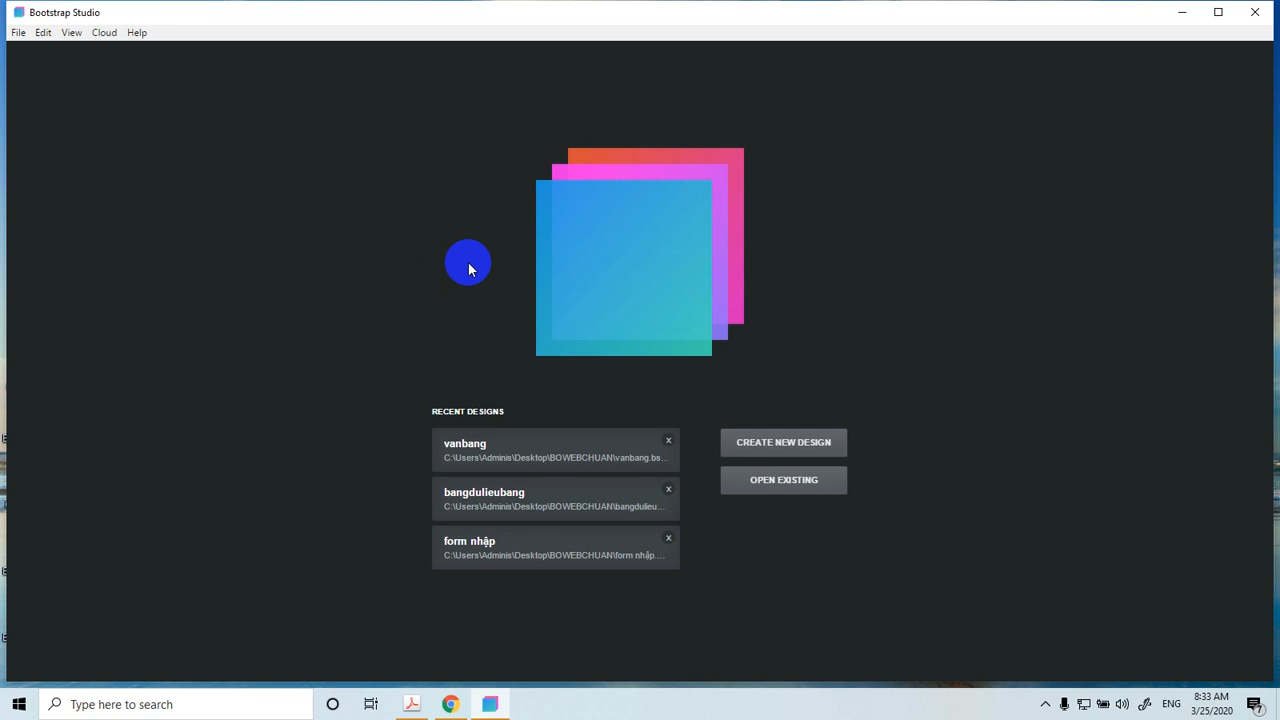 Bootstrap Studio
File Edit View Cloud Help
RECENT DESIGNS
vanbang
C:\Users\Adminis\Desktop\BOWEBCHUAN\vanbang.bs...
bangdulieubang
C:\Users\Adminis\Desktop\BOWEBCHUAN\bangdulieu...
form nhập
C:\Users\Adminis\Desktop\BOWEBCHUAN\form nhập....
CREATE NEW DESIGN
OPEN EXISTING
Type here to search
ENG
8:33 AM
3/25/2020
7